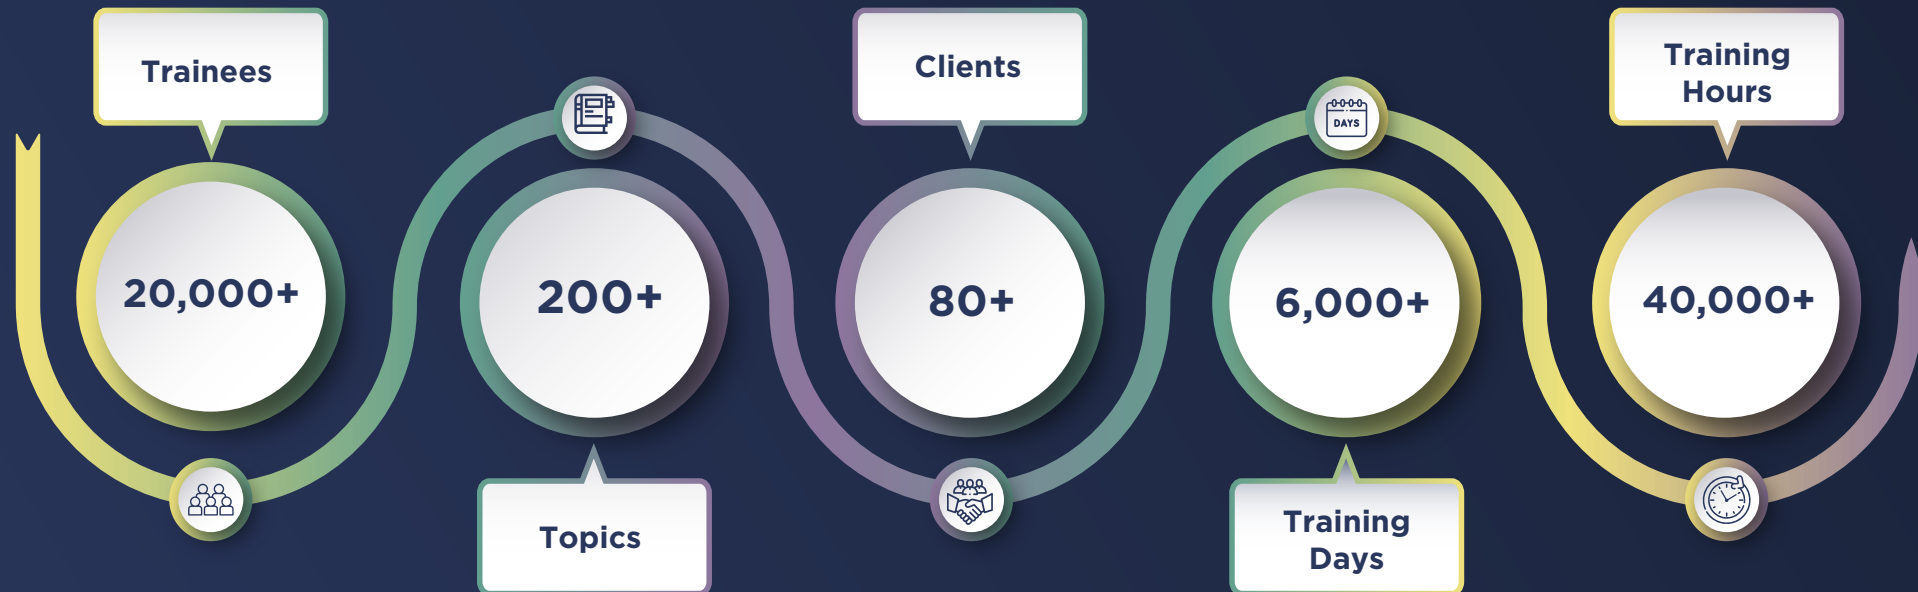 Trainees
20,000+
200+
Topics
Clients
80+
DAYS
6,000+
Training
Days
Training
Hours
40,000+